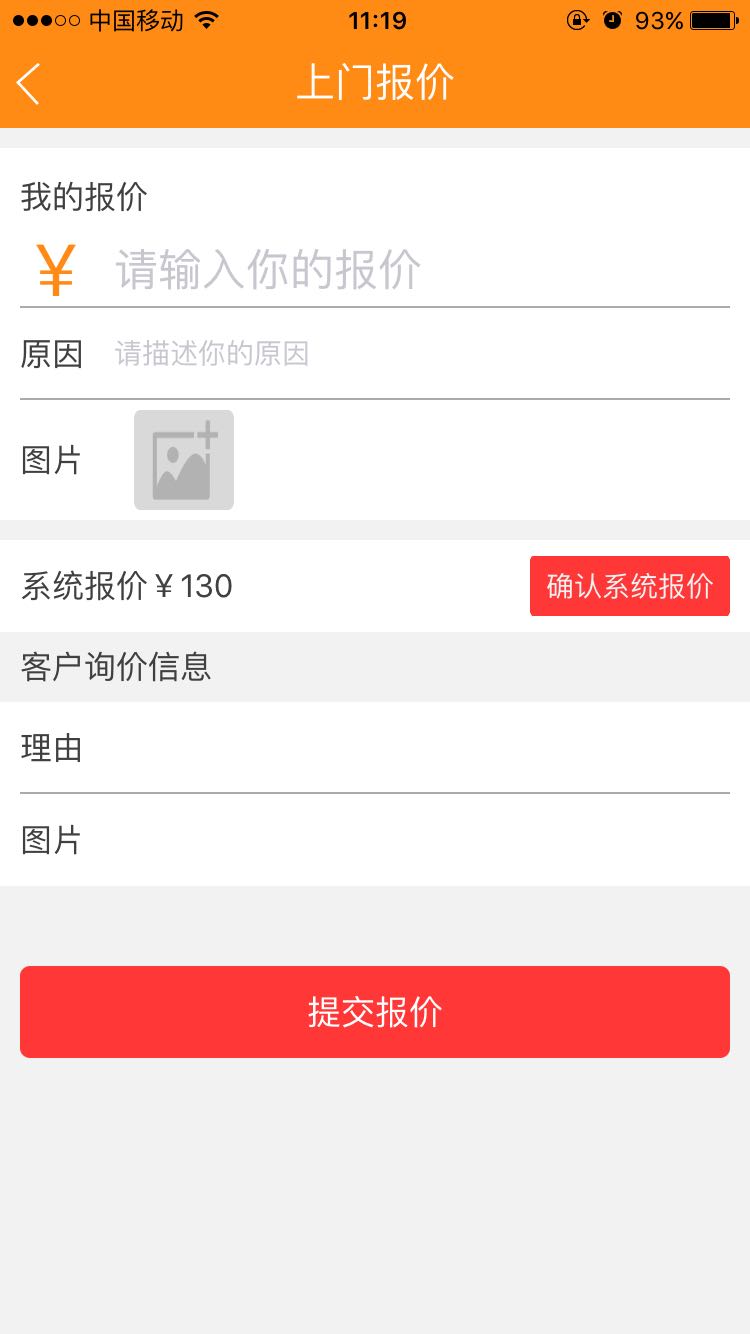 中国移动 11:19 93%
上门报价
我的报价
¥ 请输入你的报价
原因 请描述你的原因
图片
系统报价￥130 确认系统报价
客户询价信息
理由
图片
提交报价